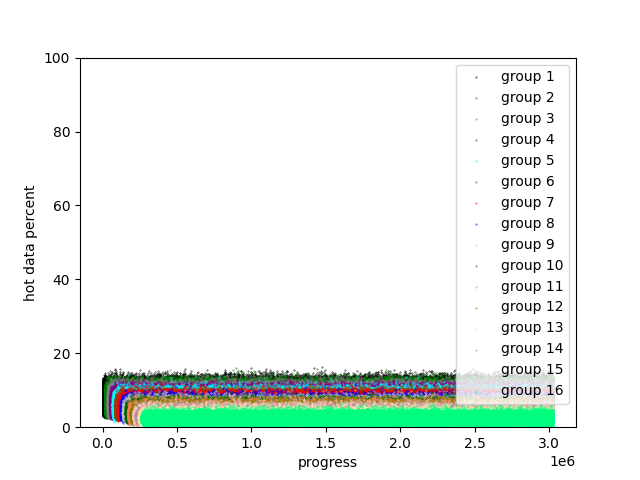 100
80
60
40
20
0
hot data percent
0.0 0.5 1.0 1.5 2.0 2.5 3.0
1e6
progress
group 1
group 2
group 3
group 4
group 5
group 6
group 7
group 8
group 9
group 10
group 11
group 12
group 13
group 14
group 15
group 16